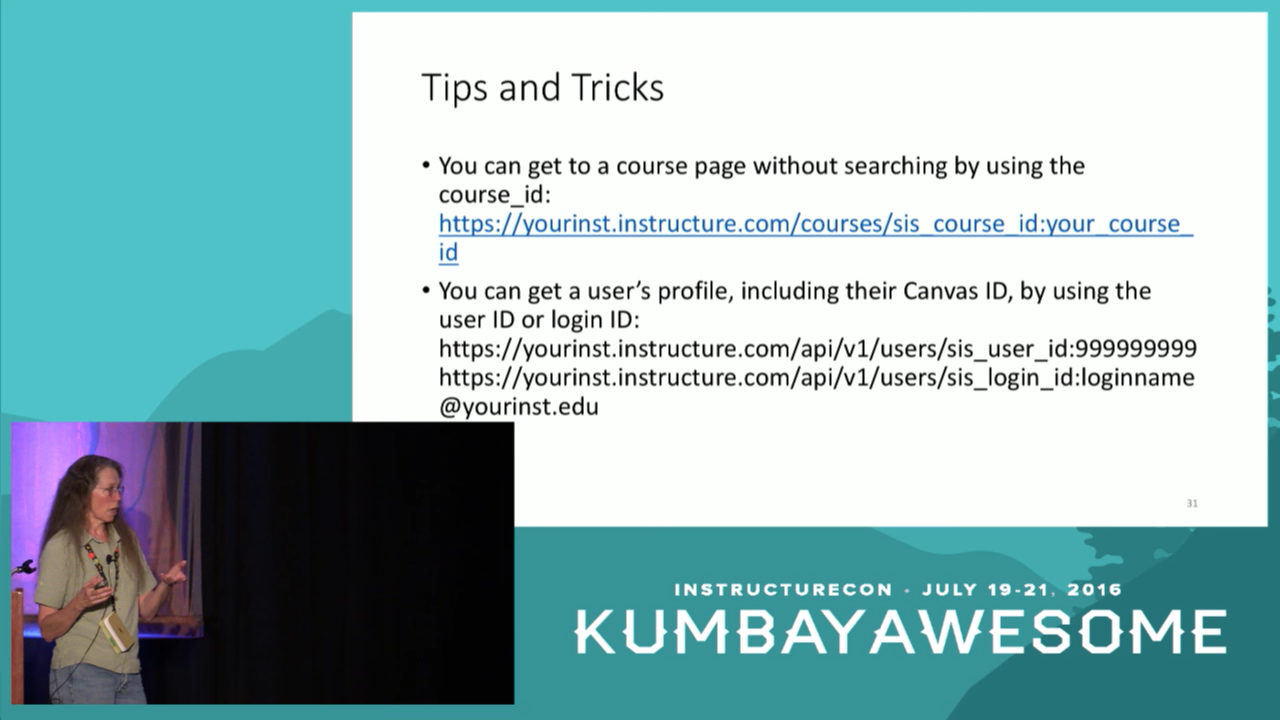 Tips and Tricks
• You can get to a course page without searching by using the
course_id:
https://yourinst.instructure.com/courses/sis_course_id:your_course_
id
• You can get a user’s profile, including their Canvas ID, by using the
user ID or login ID:
https://yourinst.instructure.com/api/v1/users/sis_user_id:999999999
https://yourinst.instructure.com/api/v1/users/sis_login_id:loginname
@yourinst.edu
31
INSTRUCTURECON · JULY 19-21, 2016
KUMBAYAWESOME